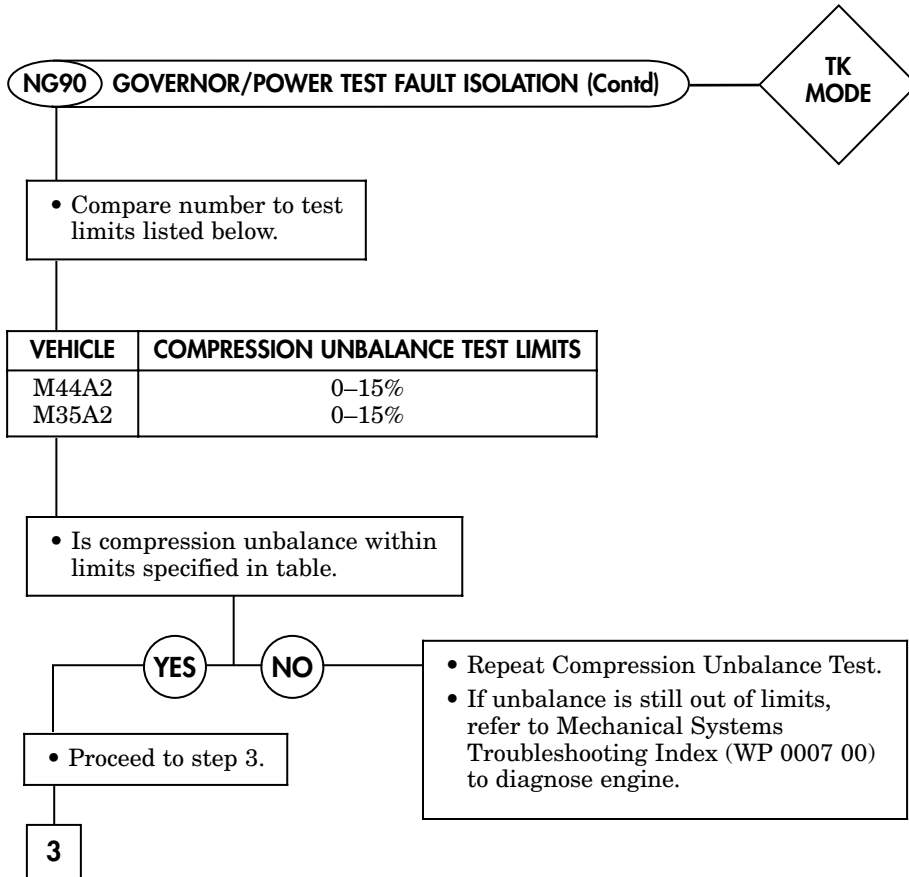 NG90 GOVERNOR/POWER TEST FAULT ISOLATION (Contd)
TK
MODE
• Compare number to test
limits listed below.
VEHICLE COMPRESSION UNBALANCE TEST LIMITS
M44A2 0–15%
M35A2 0–15%
• Is compression unbalance within
limits specified in table.
YES NO
• Repeat Compression Unbalance Test.
• If unbalance is still out of limits,
refer to Mechanical Systems
Troubleshooting Index (WP 0007 00)
to diagnose engine.
• Proceed to step 3.
3